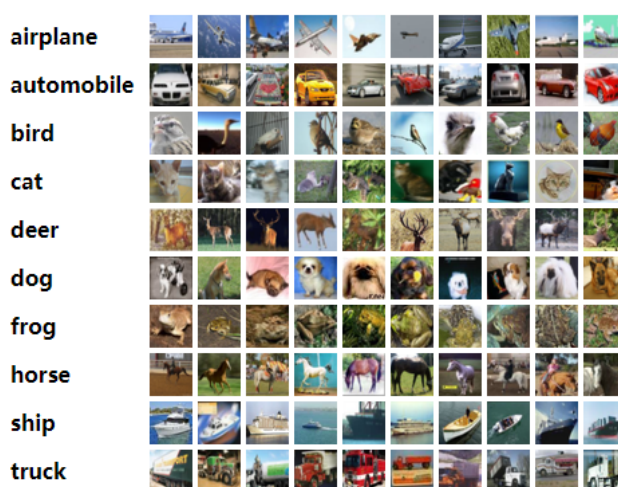 airplane
automobile
bird
cat
deer
dog
frog
horse
ship
truck